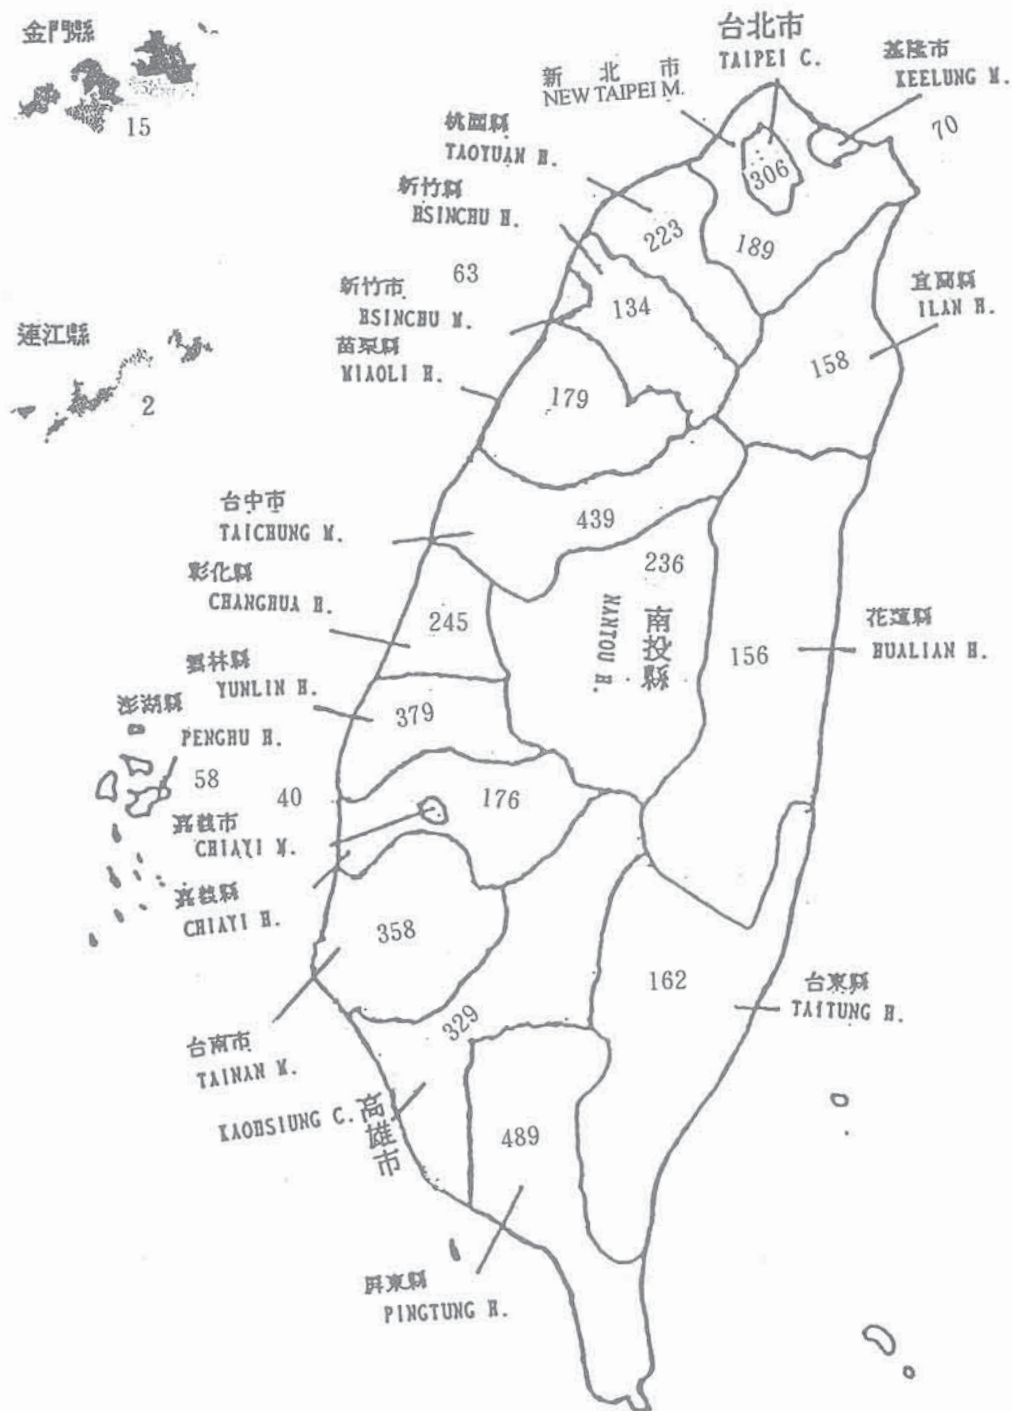 金門縣
15
台北市
TAIPEI C.
基隆市
KEELUNG M.
70
新北市
NEW TAIPEI M.
306
桃園縣
TAOYUAN H.
223
189
新竹縣
HSINCHU H.
63
134
新竹市
HSINCHU M.
宜蘭縣
ILAN H.
158
連江縣
2
苗栗縣
MIAOLI H.
179
台中市
TAICHUNG M.
439
236
南投縣
NANTOU H.
彰化縣
CHANGHUA H.
245
花蓮縣
HUALIAN H.
156
雲林縣
YUNLIN H.
379
澎湖縣
PENGHU H.
58
40
176
嘉義市
CHIAYI M.
嘉義縣
CHIAYI H.
358
162
台東縣
TAITUNG H.
台南市
TAINAN M.
329
KAOHSIUNG C.
高雄市
489
屏東縣
PINGTUNG H.